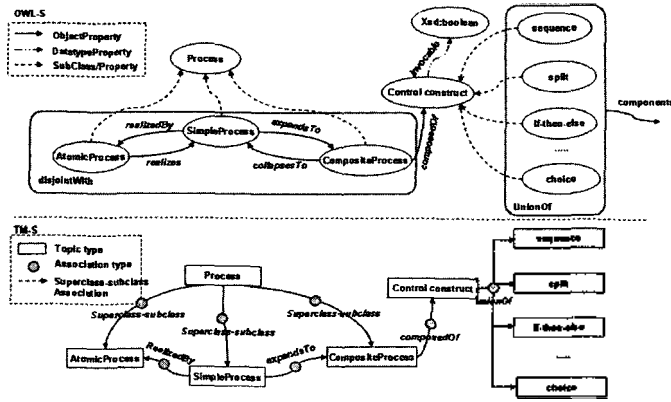 OWL-S
ObjectProperty
DatatypeProperty
SubClass/Property
Process
Xsd:boolean
invocable
Control construct
sequence
split
If-then-else
......
choice
UnionOf
components
realizedBy
SimpleProcess
expandsTo
AtomicProcess
realizes
collapsesTo
CompositeProcess
composedOf
disjointWith
TM-S
Topic type
Association type
Superclass-subclass
Association
Process
Superclass-subclass
Superclass-subclass
Superclass-subclass
AtomicProcess
RealizedBy
SimpleProcess
expandsTo
CompositeProcess
composedOf
Control construct
UnionOf
sequence
split
If-then-else
......
choice